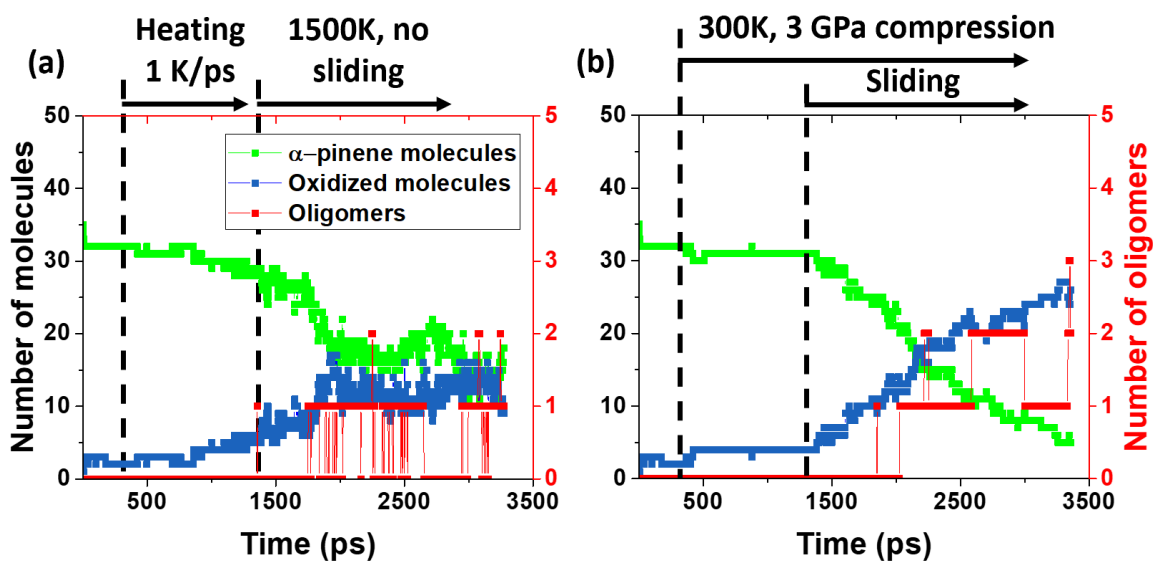 Heating
1 K/ps
1500K, no
sliding
300K, 3 GPa compression
Sliding
(a)
(b)
50
40
30
20
10
0
5
4
3
2
1
0
α–pinene molecules
Oxidized molecules
Oligomers
Number of molecules
500
1500
2500
3500
Time (ps)
50
40
30
20
10
0
5
4
3
2
1
0
Number of oligomers
500
1500
2500
3500
Time (ps)